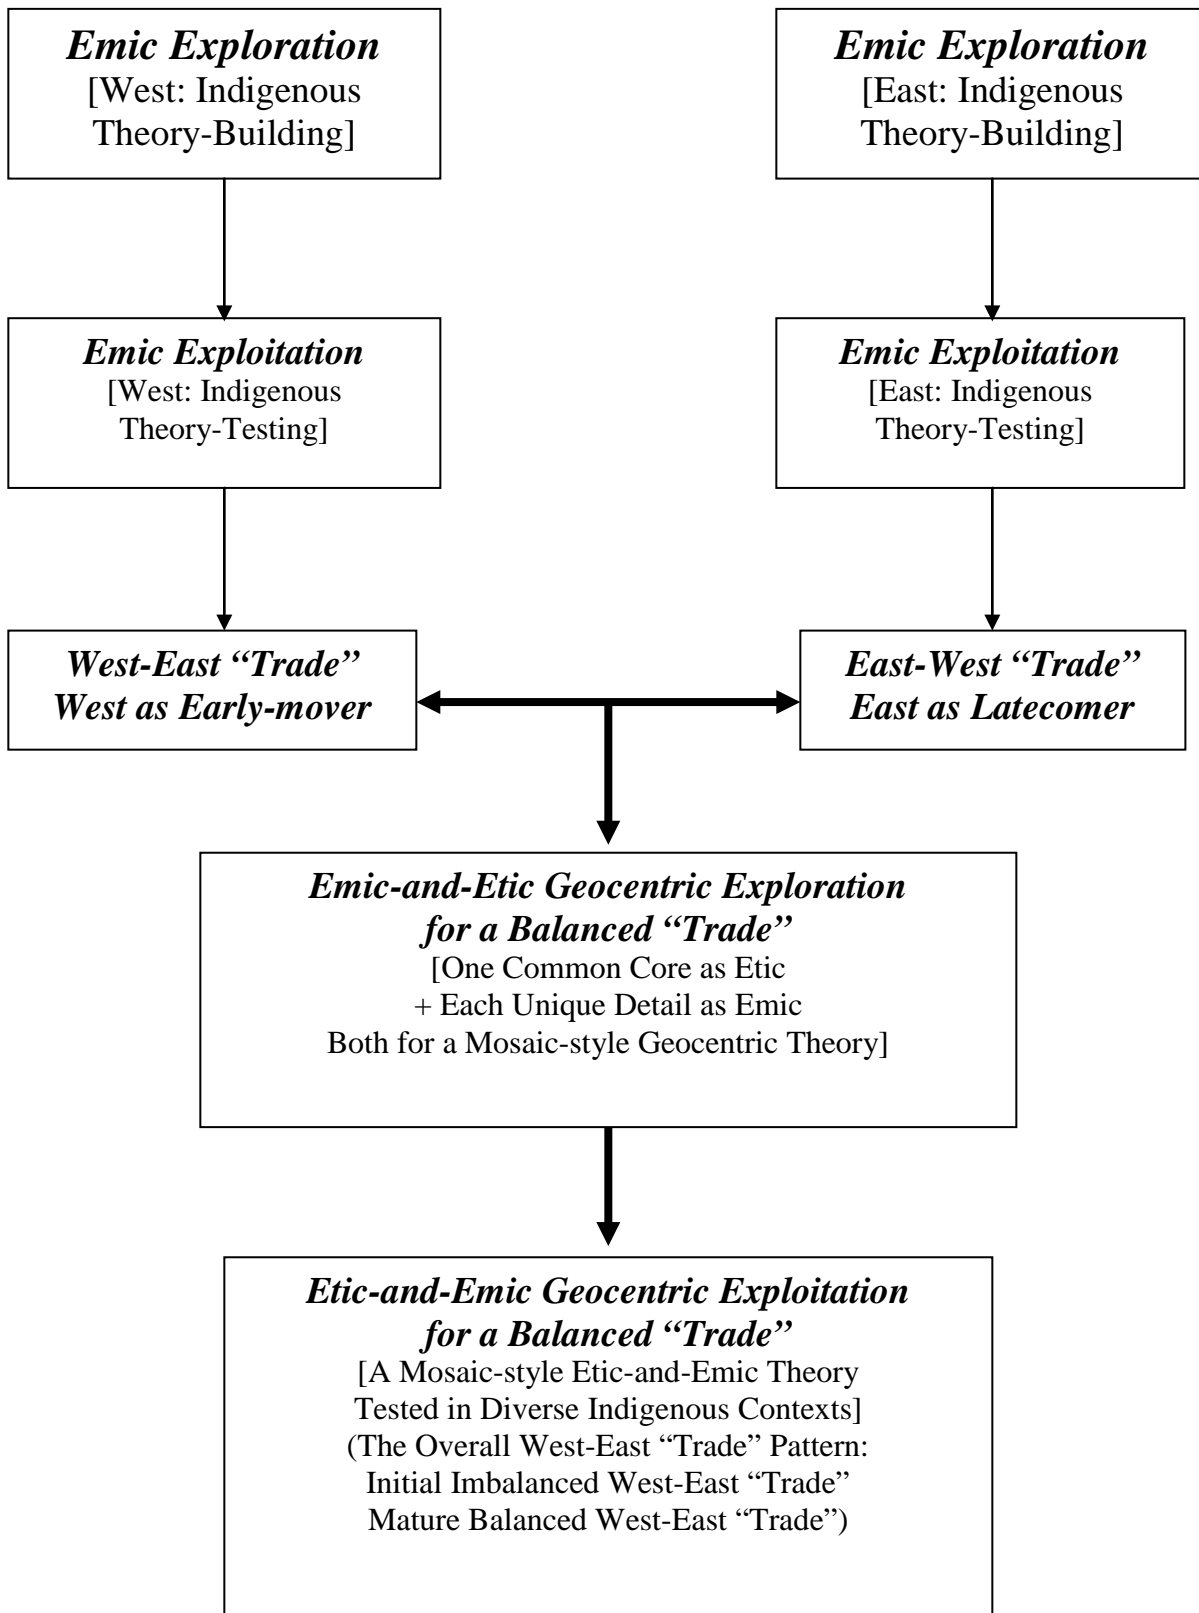 Emic Exploration
[West: Indigenous
Theory-Building]
Emic Exploration
[East: Indigenous
Theory-Building]
Emic Exploitation
[West: Indigenous
Theory-Testing]
Emic Exploitation
[East: Indigenous
Theory-Testing]
West-East “Trade”
West as Early-mover
East-West “Trade”
East as Latecomer
Emic-and-Etic Geocentric Exploration
for a Balanced “Trade”
[One Common Core as Etic
+ Each Unique Detail as Emic
Both for a Mosaic-style Geocentric Theory]
Etic-and-Emic Geocentric Exploitation
for a Balanced “Trade”
[A Mosaic-style Etic-and-Emic Theory
Tested in Diverse Indigenous Contexts]
(The Overall West-East “Trade” Pattern:
Initial Imbalanced West-East “Trade”
Mature Balanced West-East “Trade”)